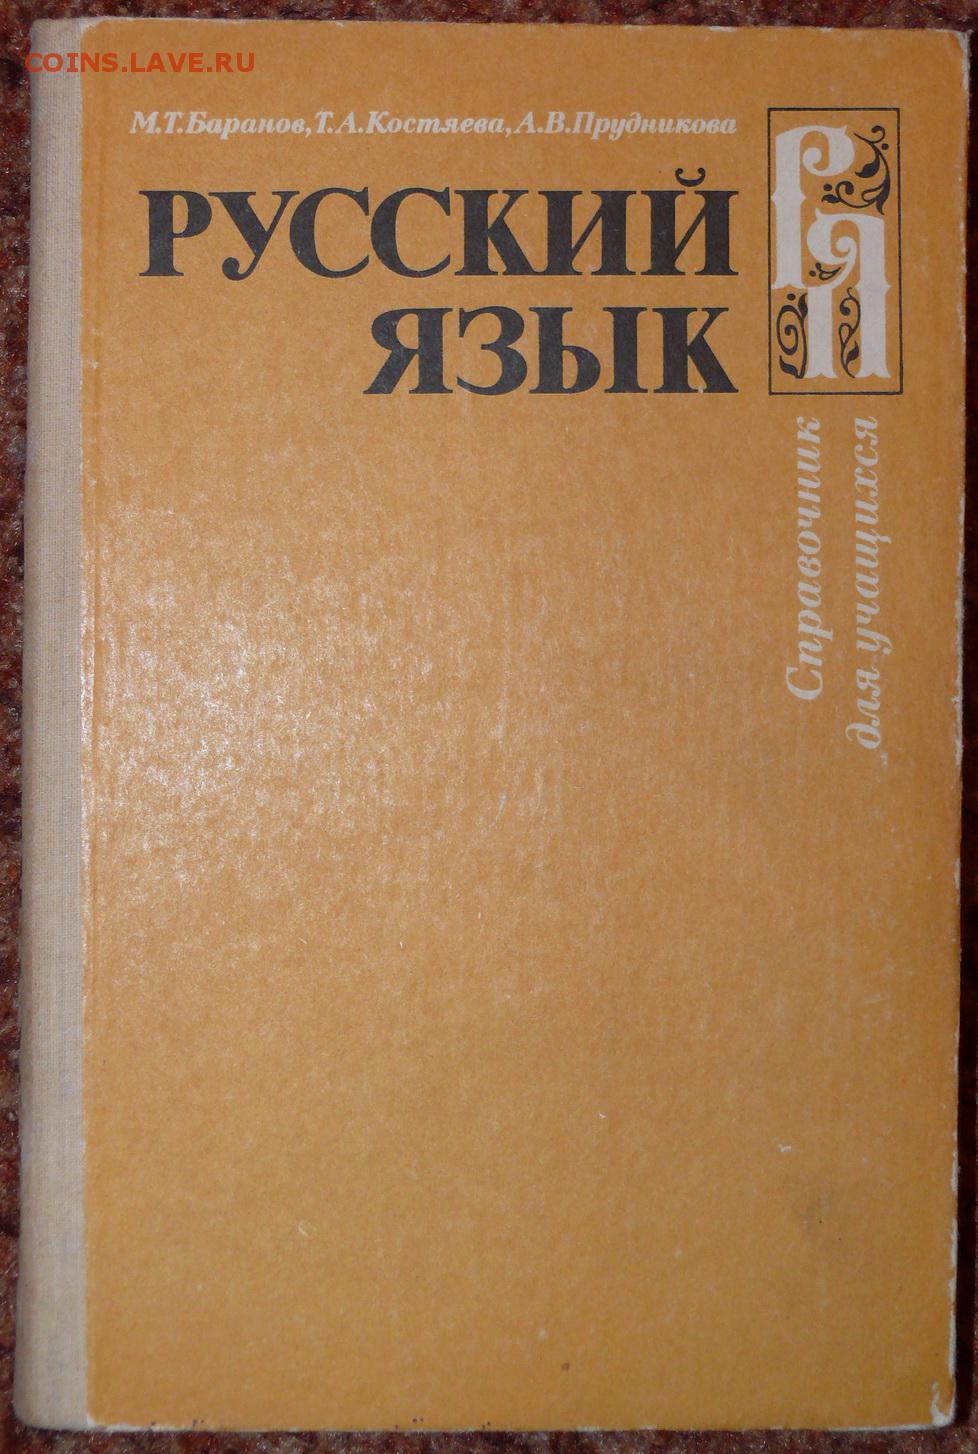 COINS.LAVE.RU
М.Т.Баранов,Т.А.Костяева,А.В.Прудникова
РУССКИЙ
ЯЗЫК
РЯ
Справочник
для учащихся